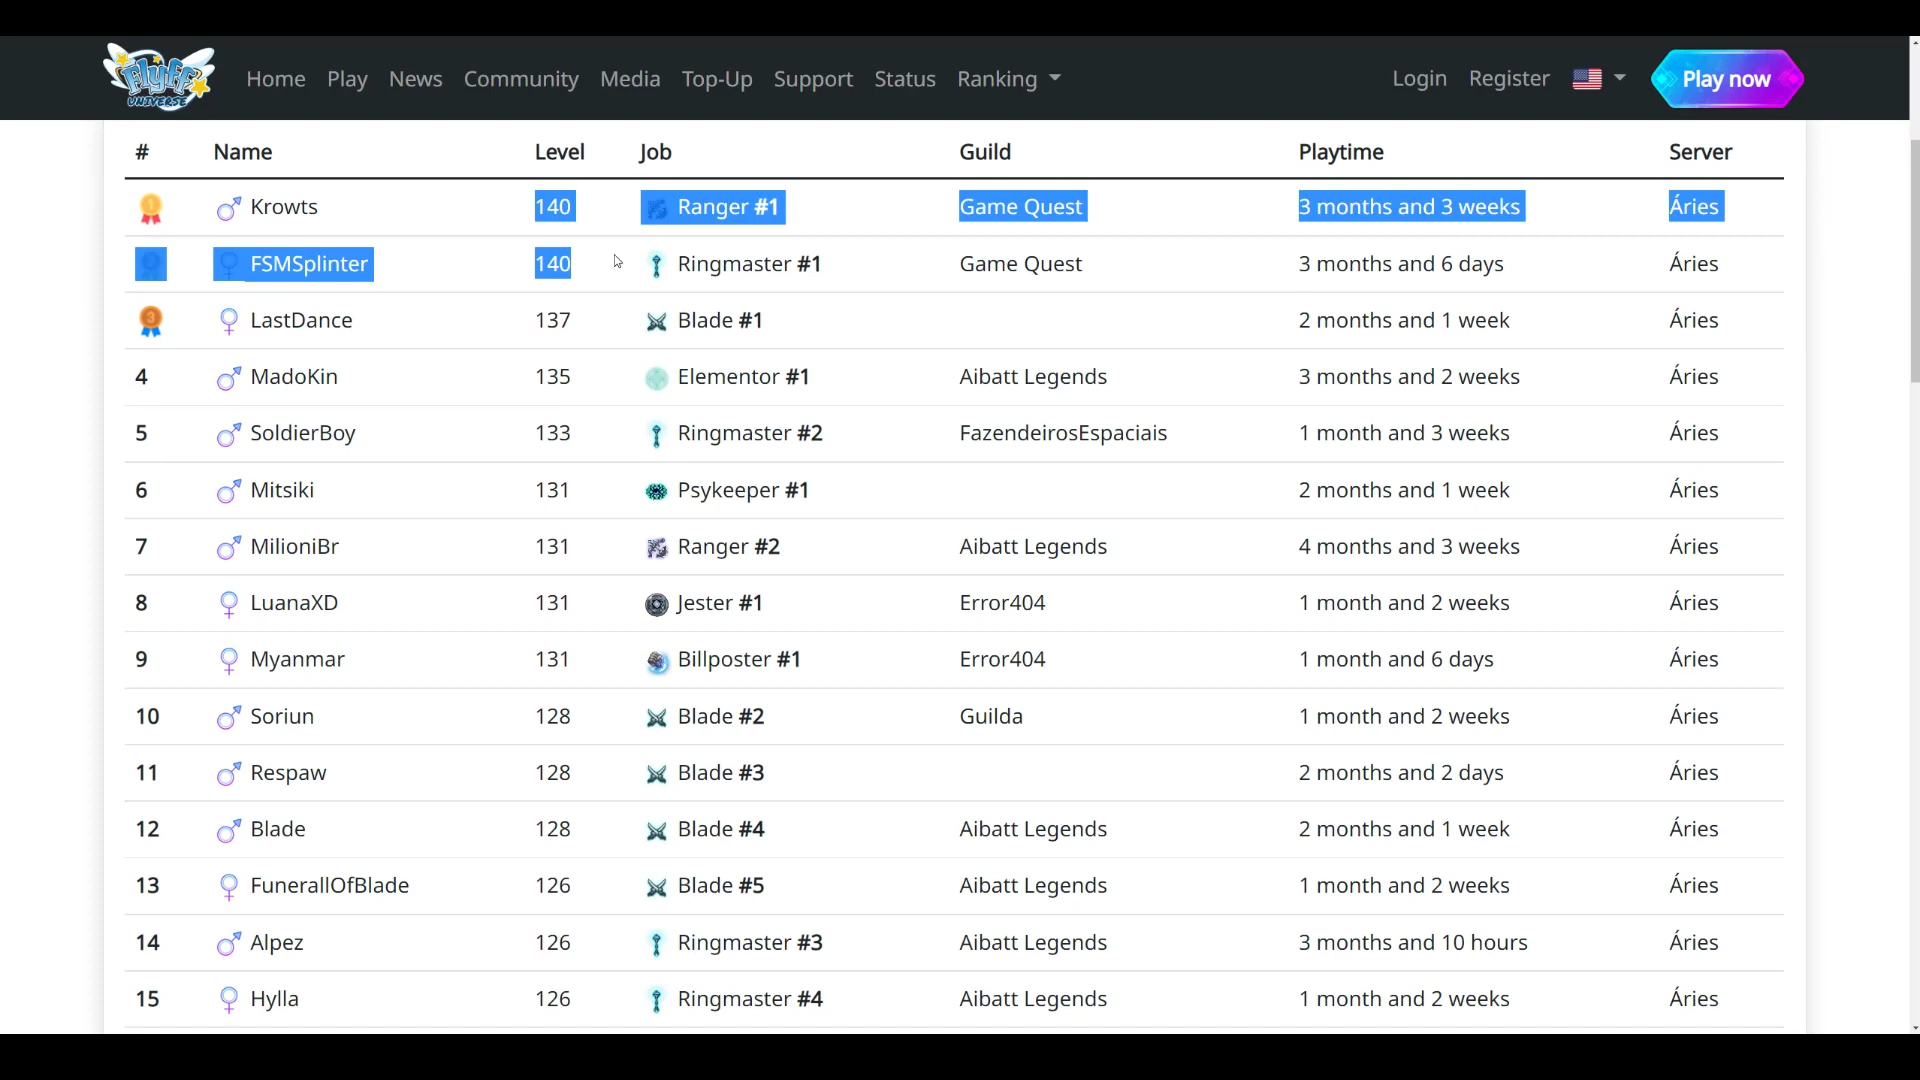 Flyff UNIVERSE Home Play News Community Media Top-Up Support Status Ranking Login Register Play now
# Name Level Job Guild Playtime Server
1 Krowts 140 Ranger #1 Game Quest 3 months and 3 weeks Áries
FSMSplinter 140 Ringmaster #1 Game Quest 3 months and 6 days Áries
3 LastDance 137 Blade #1 2 months and 1 week Áries
4 MadoKin 135 Elementor #1 Aibatt Legends 3 months and 2 weeks Áries
5 SoldierBoy 133 Ringmaster #2 FazendeirosEspaciais 1 month and 3 weeks Áries
6 Mitsiki 131 Psykeeper #1 2 months and 1 week Áries
7 MilioniBr 131 Ranger #2 Aibatt Legends 4 months and 3 weeks Áries
8 LuanaXD 131 Jester #1 Error404 1 month and 2 weeks Áries
9 Myanmar 131 Billposter #1 Error404 1 month and 6 days Áries
10 Soriun 128 Blade #2 Guilda 1 month and 2 weeks Áries
11 Respaw 128 Blade #3 2 months and 2 days Áries
12 Blade 128 Blade #4 Aibatt Legends 2 months and 1 week Áries
13 FunerallOfBlade 126 Blade #5 Aibatt Legends 1 month and 2 weeks Áries
14 Alpez 126 Ringmaster #3 Aibatt Legends 3 months and 10 hours Áries
15 Hylla 126 Ringmaster #4 Aibatt Legends 1 month and 2 weeks Áries